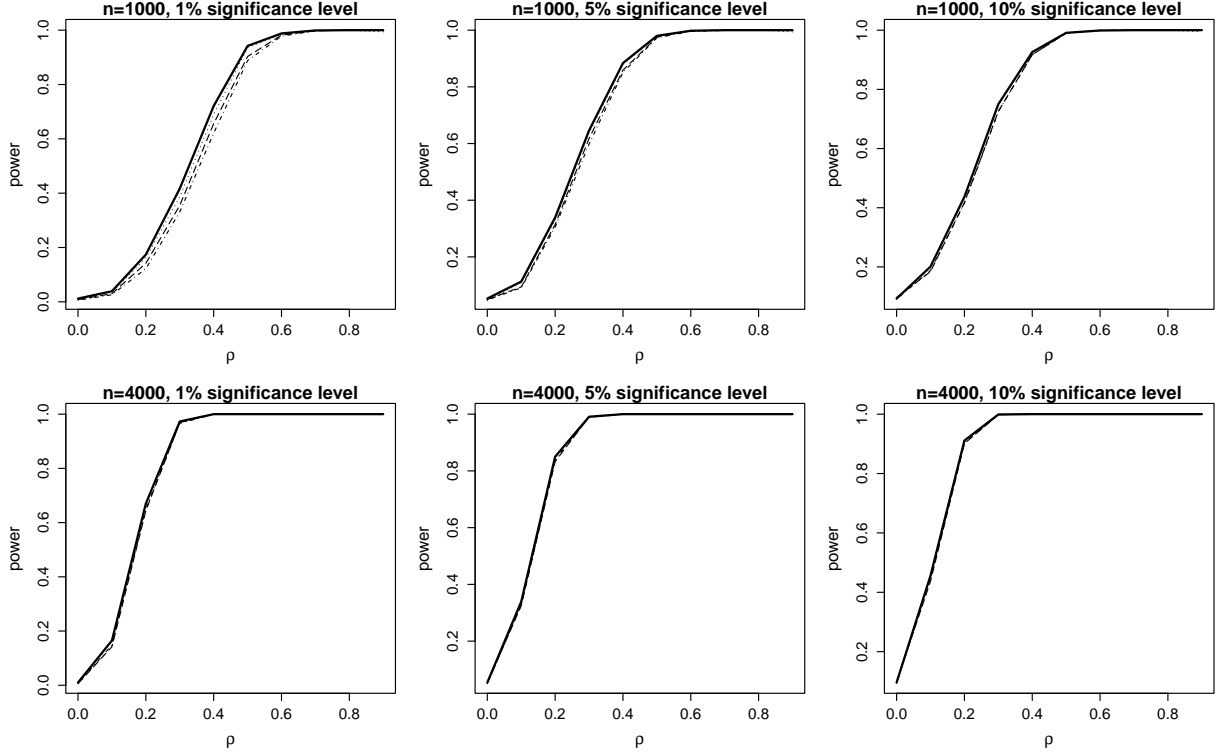 n=1000, 1% significance level
power
1.0
0.8
0.6
0.4
0.2
0.0
0.0 0.2 0.4 0.6 0.8
ρ
n=1000, 5% significance level
power
1.0
0.8
0.6
0.4
0.2
0.0 0.2 0.4 0.6 0.8
ρ
n=1000, 10% significance level
power
1.0
0.8
0.6
0.4
0.2
0.0 0.2 0.4 0.6 0.8
ρ
n=4000, 1% significance level
power
1.0
0.8
0.6
0.4
0.2
0.0
0.0 0.2 0.4 0.6 0.8
ρ
n=4000, 5% significance level
power
1.0
0.8
0.6
0.4
0.2
0.0 0.2 0.4 0.6 0.8
ρ
n=4000, 10% significance level
power
1.0
0.8
0.6
0.4
0.2
0.0 0.2 0.4 0.6 0.8
ρ